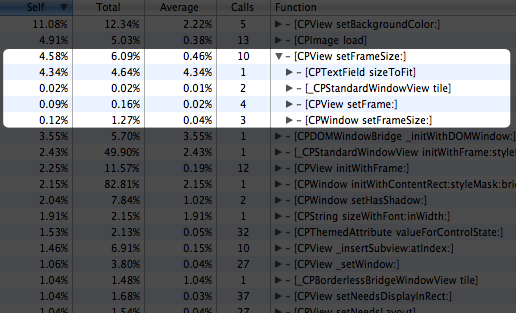 Self Total Average Calls Function
11.08% 12.34% 2.22% 5 – [CPView setBackgroundColor:]
4.91% 5.03% 0.38% 13 – [CPImage load]
4.58% 6.09% 0.46% 10 – [CPView setFrameSize:]
4.34% 4.64% 4.34% 1 – [CPTextField sizeToFit]
0.02% 0.02% 0.01% 2 – [_CPStandardWindowView tile]
0.09% 0.16% 0.02% 4 – [CPView setFrame:]
0.12% 1.27% 0.04% 3 – [CPWindow setFrameSize:]
3.55% 5.70% 3.55% 1 – [CPDOMWindowBridge _initWithDOMWindow:]
2.43% 49.90% 2.43% 1 – [_CPStandardWindowView initWithFrame:style
2.25% 11.57% 0.19% 12 – [CPView initWithFrame:]
2.15% 82.81% 2.15% 1 – [CPWindow initWithContentRect:styleMask:brid
2.04% 7.84% 1.02% 2 – [CPWindow setHasShadow:]
1.91% 2.15% 1.91% 1 – [CPString sizeWithFont:inWidth:]
1.53% 2.13% 0.05% 32 – [CPThemedAttribute valueForControlState:]
1.46% 6.91% 0.15% 10 – [CPView _insertSubview:atIndex:]
1.06% 3.80% 0.04% 27 – [CPView _setWindow:]
1.04% 1.48% 1.04% 1 – [_CPBorderlessBridgeWindowView tile]
1.04% 1.68% 0.03% 37 – [CPView setNeedsDisplayInRect:]
1.04% 1.54% 0.04% 27 – [CPView setNeedsLayout]